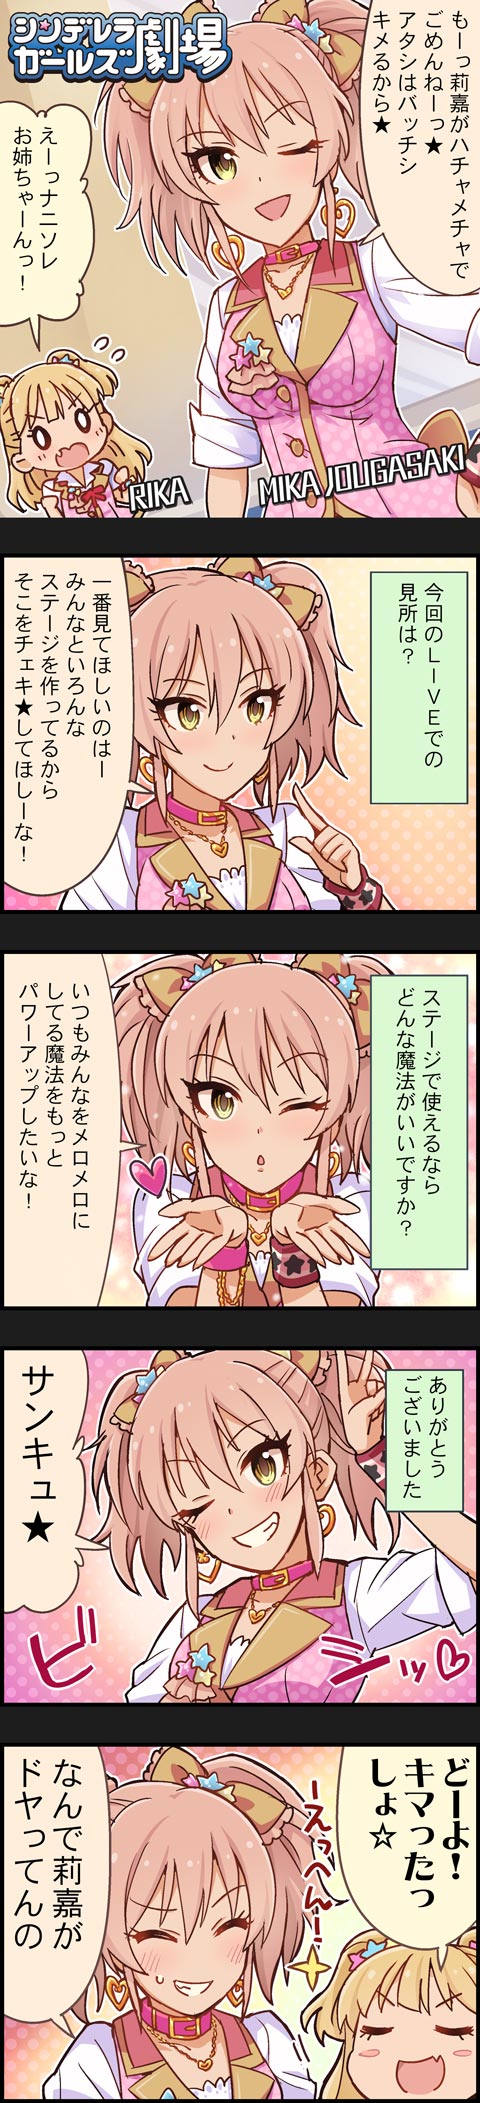 シンデレラ
ガールズ劇場
もーっ莉嘉がハチャメチャで
ごめんねーっ★
アタシはバッチシ
キメるから★
えーっナニソレ
お姉ちゃーんっ！
RIKA
MIKA JOUGASAKI
今回のLIVEでの
見所は？
一番見てほしいのはー
みんなといろんな
ステージを作ってるから
そこをチェキ★してほしーな！
ステージで使えるなら
どんな魔法がいいですか？
いつもみんなをメロメロに
してる魔法をもっと
パワーアップしたいな！
ありがとう
ございました
サンキュ★
ビシッ♡
どーよ！
キマったっ
しょ☆
えっへん！
なんで莉嘉が
ドヤってんの